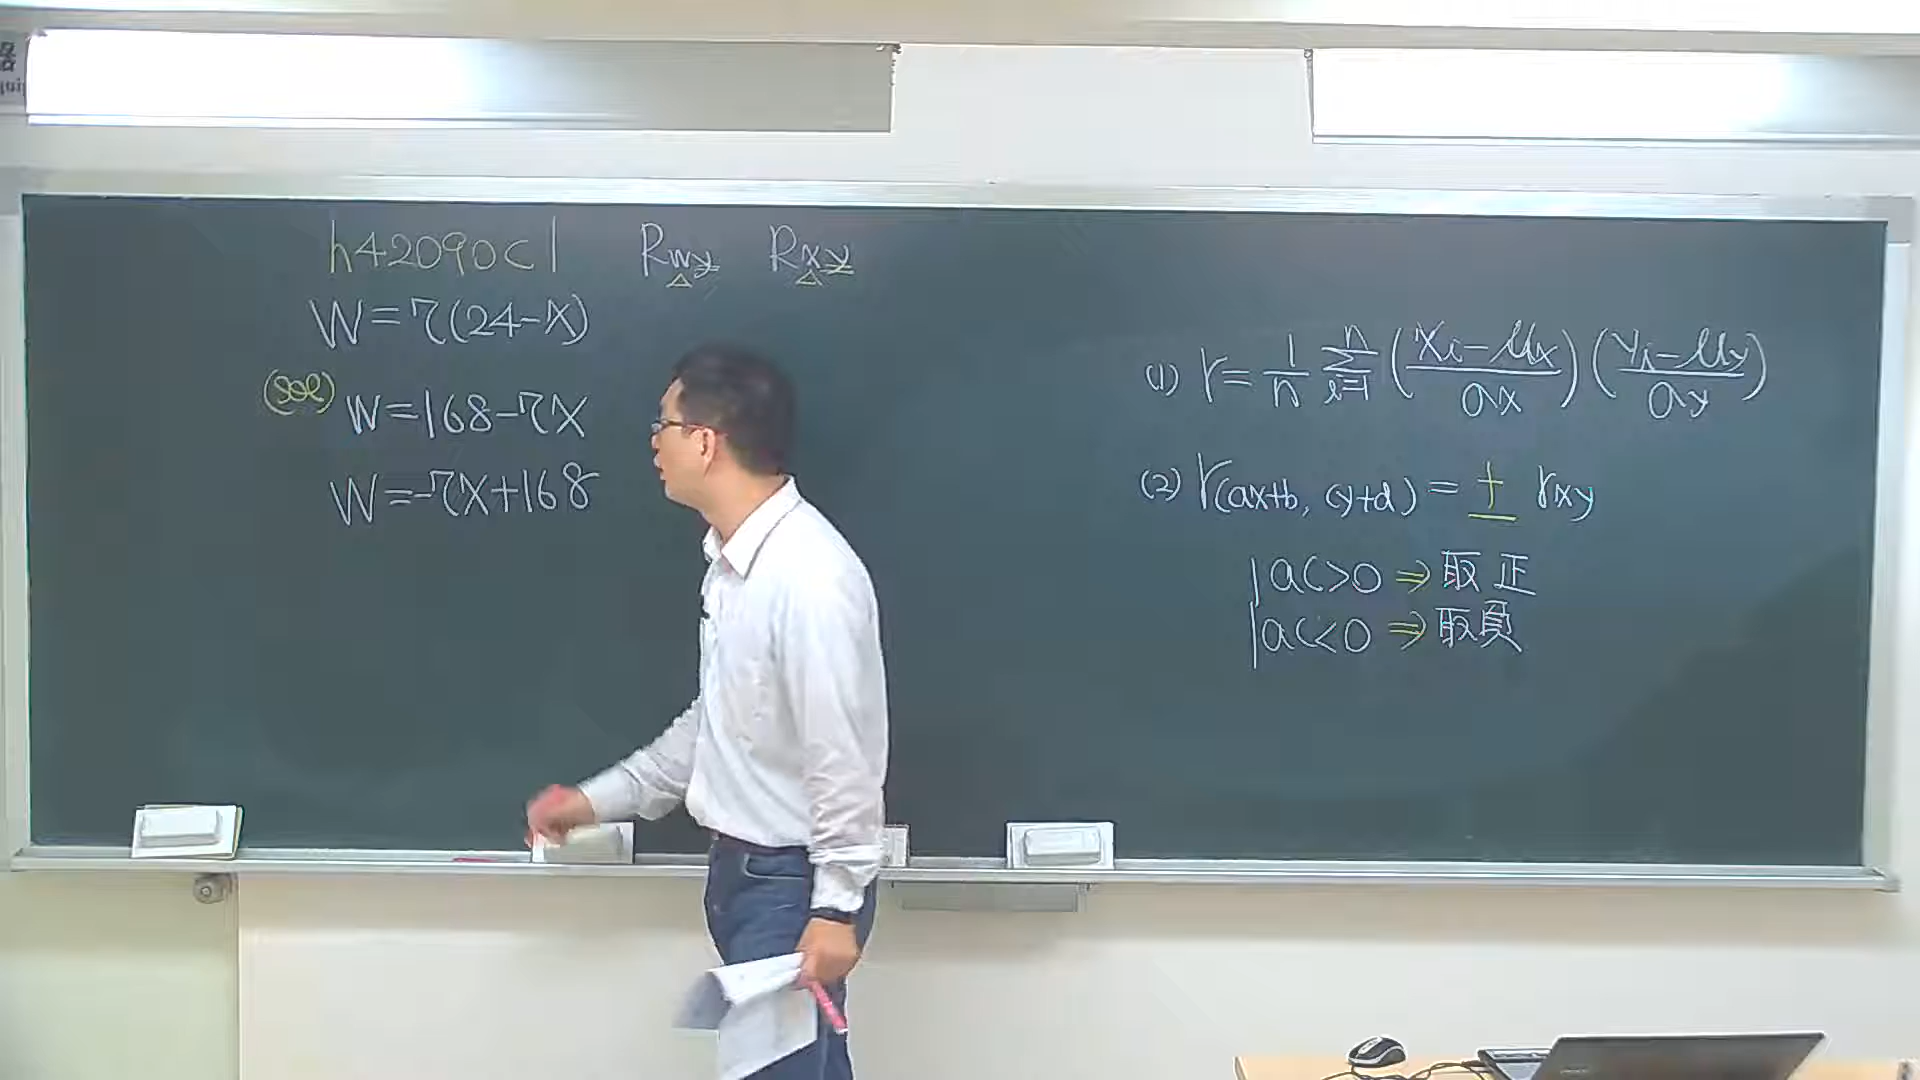 h42090c1 Rwy Rxy
W=7(24-X)
(sol) W=168-7X
W=-7X+168
(1) r=1/n Σ_{i=1}^{n} ((Xi-μx)/σx)((Yi-μy)/σy)
(2) r(ax+b, cy+d) = ± rxy
ac>0 ⇒ 取正
ac<0 ⇒ 取負